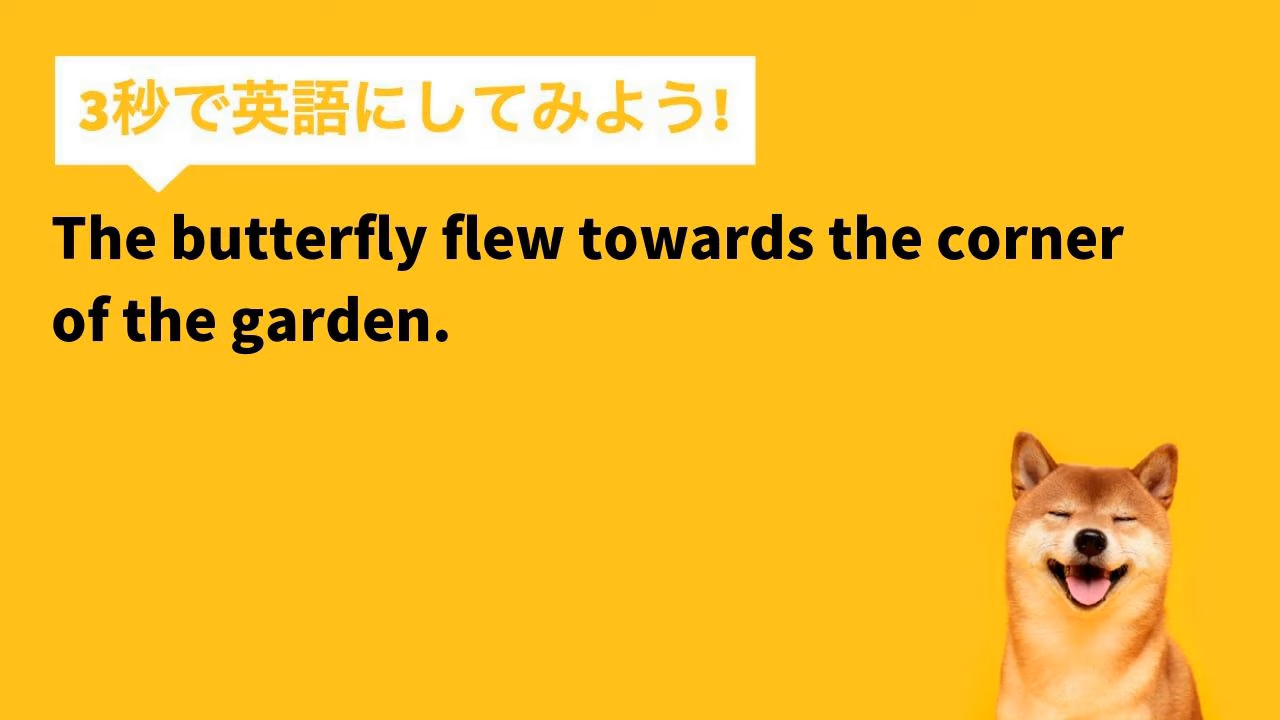 3秒で英語にしてみよう!
The butterfly flew towards the corner
of the garden.